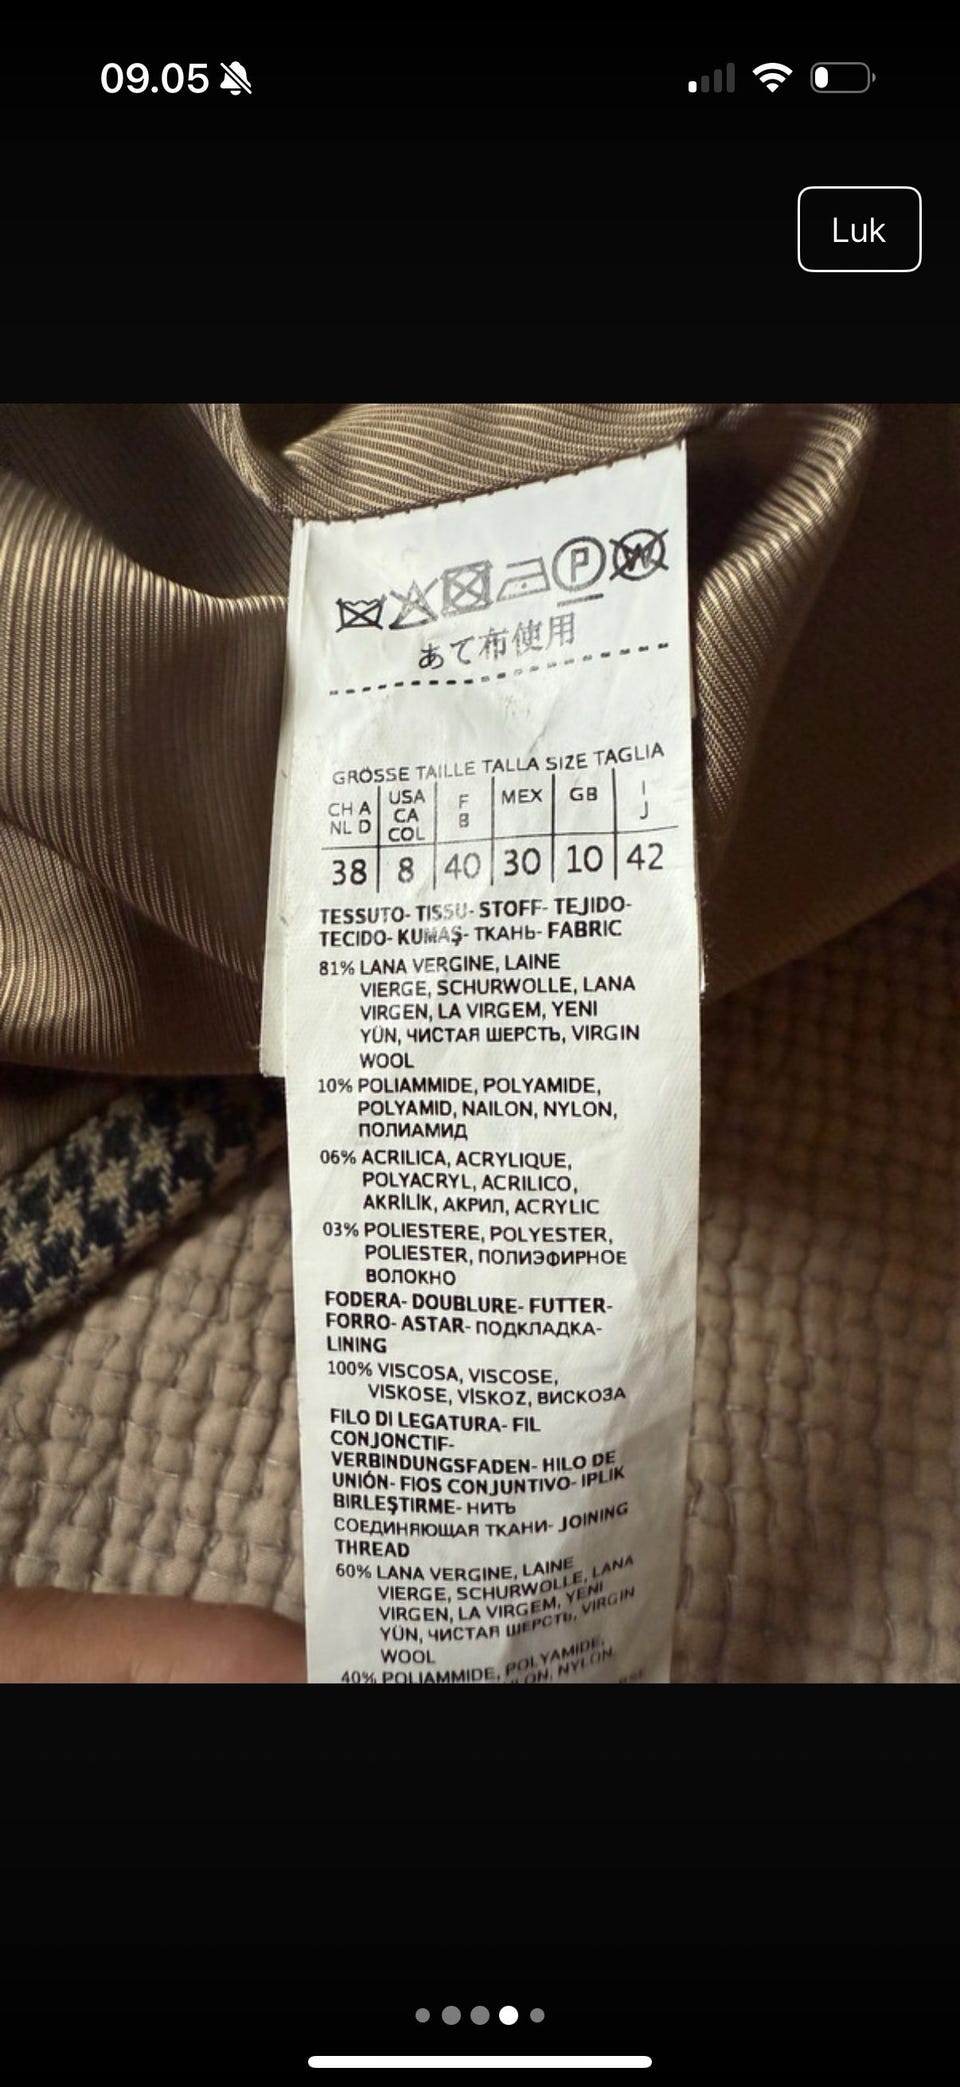 09.05
Luk
P W
あて布使用
GRÖSSE TAILLE TALLA SIZE TAGLIA
CH A NL D USA CA COL F B MEX GB I J
38 8 40 30 10 42
TESSUTO- TISSU- STOFF- TEJIDO-
TECIDO- KUMAŞ- ТКАНЬ- FABRIC
81% LANA VERGINE, LAINE
VIERGE, SCHURWOLLE, LANA
VIRGEN, LA VIRGEM, YENI
YÜN, ЧИСТАЯ ШЕРСТЬ, VIRGIN
WOOL
10% POLIAMMIDE, POLYAMIDE,
POLYAMID, NAILON, NYLON,
ПОЛИАМИД
06% ACRILICA, ACRYLIQUE,
POLYACRYL, ACRILICO,
AKRİLİK, АКРИЛ, ACRYLIC
03% POLIESTERE, POLYESTER,
POLIESTER, ПОЛИЭФИРНОЕ
ВОЛОКНО
FODERA- DOUBLURE- FUTTER-
FORRO- ASTAR- ПОДКЛАДКА-
LINING
100% VISCOSA, VISCOSE,
VISKOSE, VİSKOZ, ВИСКОЗА
FILO DI LEGATURA- FIL
CONJONCTIF-
VERBINDUNGSFADEN- HILO DE
UNIÓN- FIOS CONJUNTIVO- IPLIK
BIRLEŞTIRME- НИТЬ
СОЕДИНЯЮЩАЯ ТКАНИ- JOINING
THREAD
60% LANA VERGINE, LAINE
VIERGE, SCHURWOLLE, LANA
VIRGEN, LA VIRGEM, YENI
YÜN, ЧИСТАЯ ШЕРСТЬ, VIRGIN
WOOL
40% POLIAMMIDE, POLYAMIDE,
NYLON,